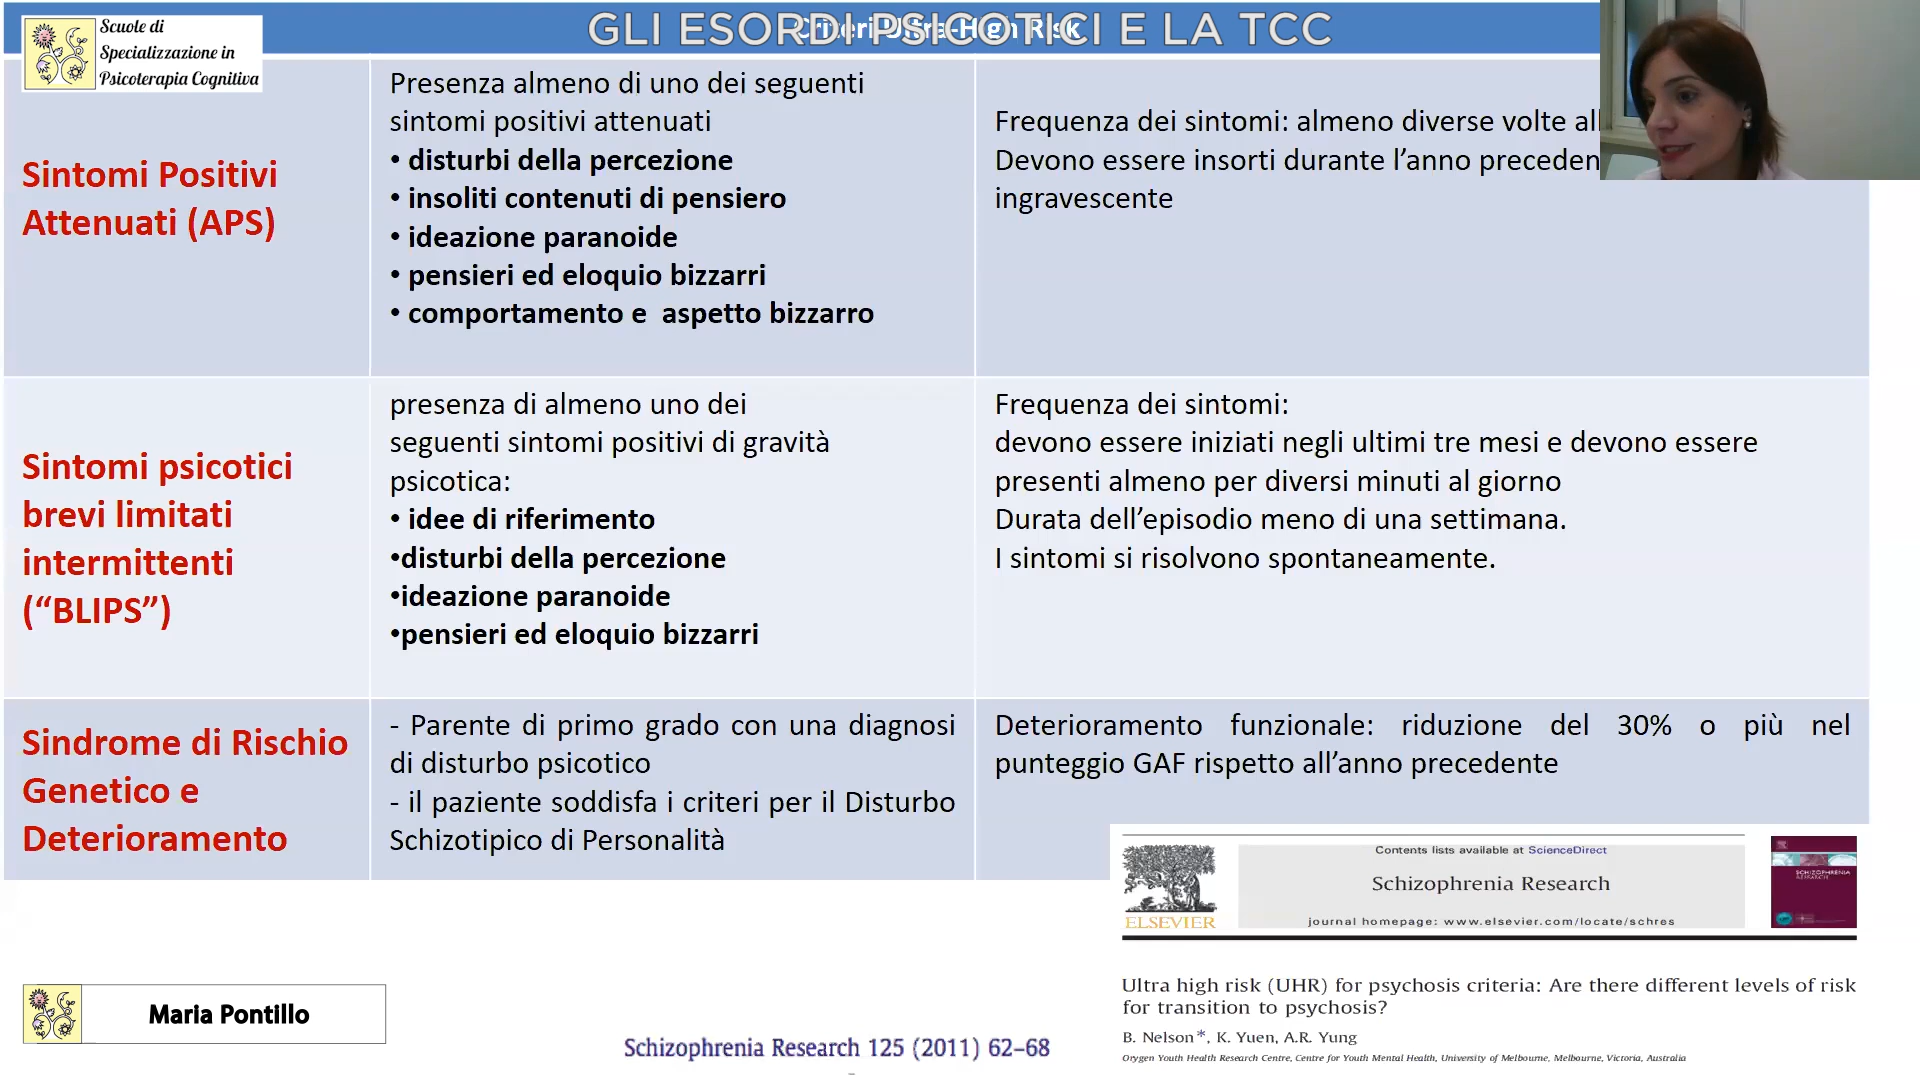 Scuole di
Specializzazione in
Psicoterapia Cognitiva
GLI ESORDI PSICOTICI E LA TCC
Criteri Ultra-High Risk
Sintomi Positivi
Attenuati (APS)
Presenza almeno di uno dei seguenti
sintomi positivi attenuati
• disturbi della percezione
• insoliti contenuti di pensiero
• ideazione paranoide
• pensieri ed eloquio bizzarri
• comportamento e aspetto bizzarro
Frequenza dei sintomi: almeno diverse volte
Devono essere insorti durante l'anno
ingravescente
Sintomi psicotici
brevi limitati
intermittenti
("BLIPS")
presenza di almeno uno dei
seguenti sintomi positivi di gravità
psicotica:
• idee di riferimento
•disturbi della percezione
•ideazione paranoide
•pensieri ed eloquio bizzarri
Frequenza dei sintomi:
devono essere iniziati negli ultimi tre mesi e devono essere
presenti almeno per diversi minuti al giorno
Durata dell'episodio meno di una settimana.
I sintomi si risolvono spontaneamente.
Sindrome di Rischio
Genetico e
Deterioramento
- Parente di primo grado con una diagnosi
di disturbo psicotico
- il paziente soddisfa i criteri per il Disturbo
Schizotipico di Personalità
Deterioramento funzionale: riduzione del 30% o più nel
punteggio GAF rispetto all'anno precedente
Contents lists available at ScienceDirect
Schizophrenia Research
journal homepage: www.elsevier.com/locate/schres
ELSEVIER
SCHIZOPHRENIA
RESEARCH
Ultra high risk (UHR) for psychosis criteria: Are there different levels of risk
for transition to psychosis?
B. Nelson*, K. Yuen, A.R. Yung
Orygen Youth Health Research Centre, Centre for Youth Mental Health, University of Melbourne, Melbourne, Victoria, Australia
Maria Pontillo
Schizophrenia Research 125 (2011) 62–68